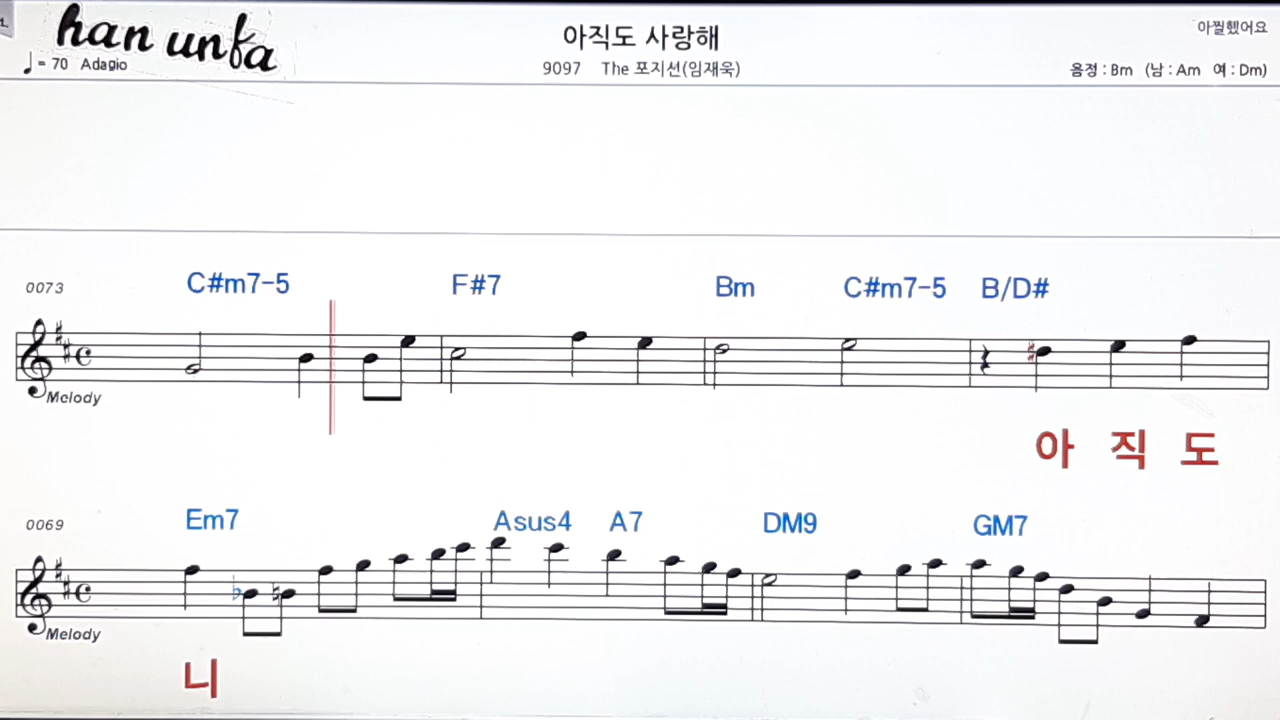 han unfa
아직도 사랑해
아찔했어요
♩= 70 Adagio
9097 The 포지션(임재욱)
음정 : Bm (남 : Am 여 : Dm)
0073 C#m7-5 F#7 Bm C#m7-5 B/D#
Melody
아 직 도
0069 Em7 Asus4 A7 DM9 GM7
Melody
니